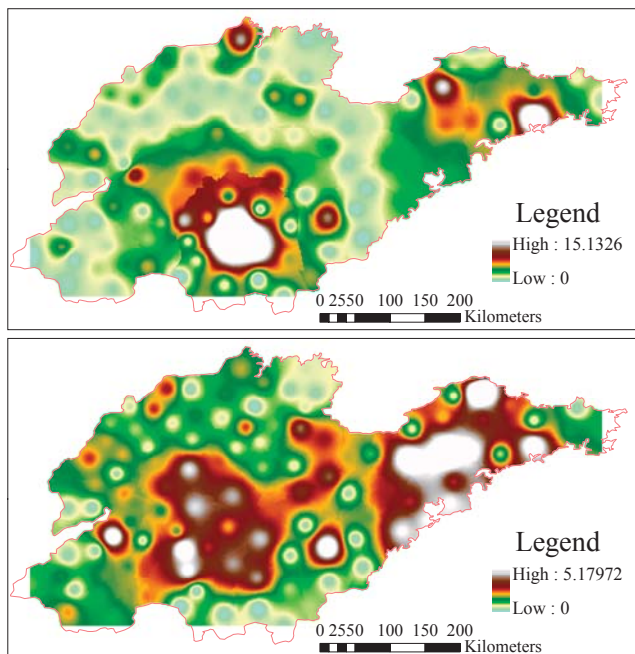 Legend
High : 15.1326
Low : 0
0 2550 100 150 200
Kilometers
Legend
High : 5.17972
Low : 0
0 2550 100 150 200
Kilometers